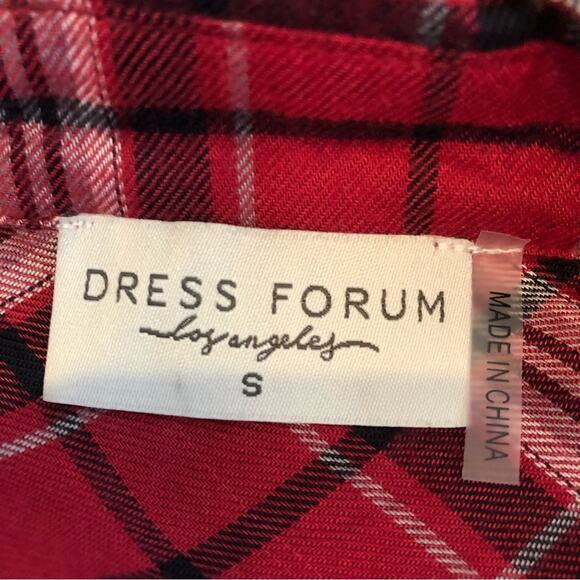 DRESS FORUM
los angeles
S
MADE IN CHINA